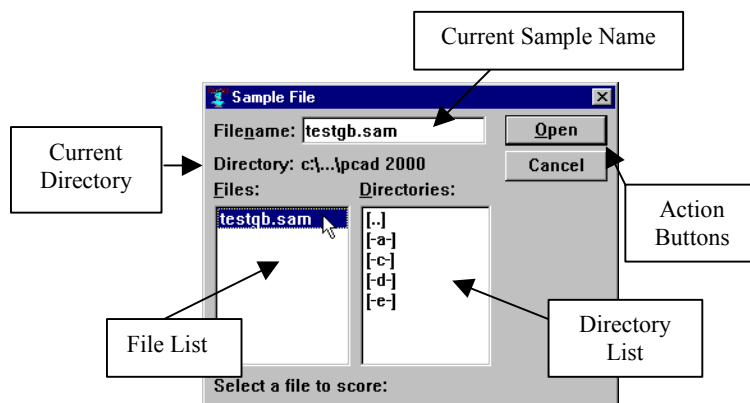 Current Sample Name
Sample File
Filename: testgb.sam
Open
Current
Directory
Directory: c:\...\pcad 2000
Cancel
Files:
Directories:
testgb.sam
[..]
[-a-]
[-c-]
[-d-]
[-e-]
Action
Buttons
File List
Directory
List
Select a file to score: